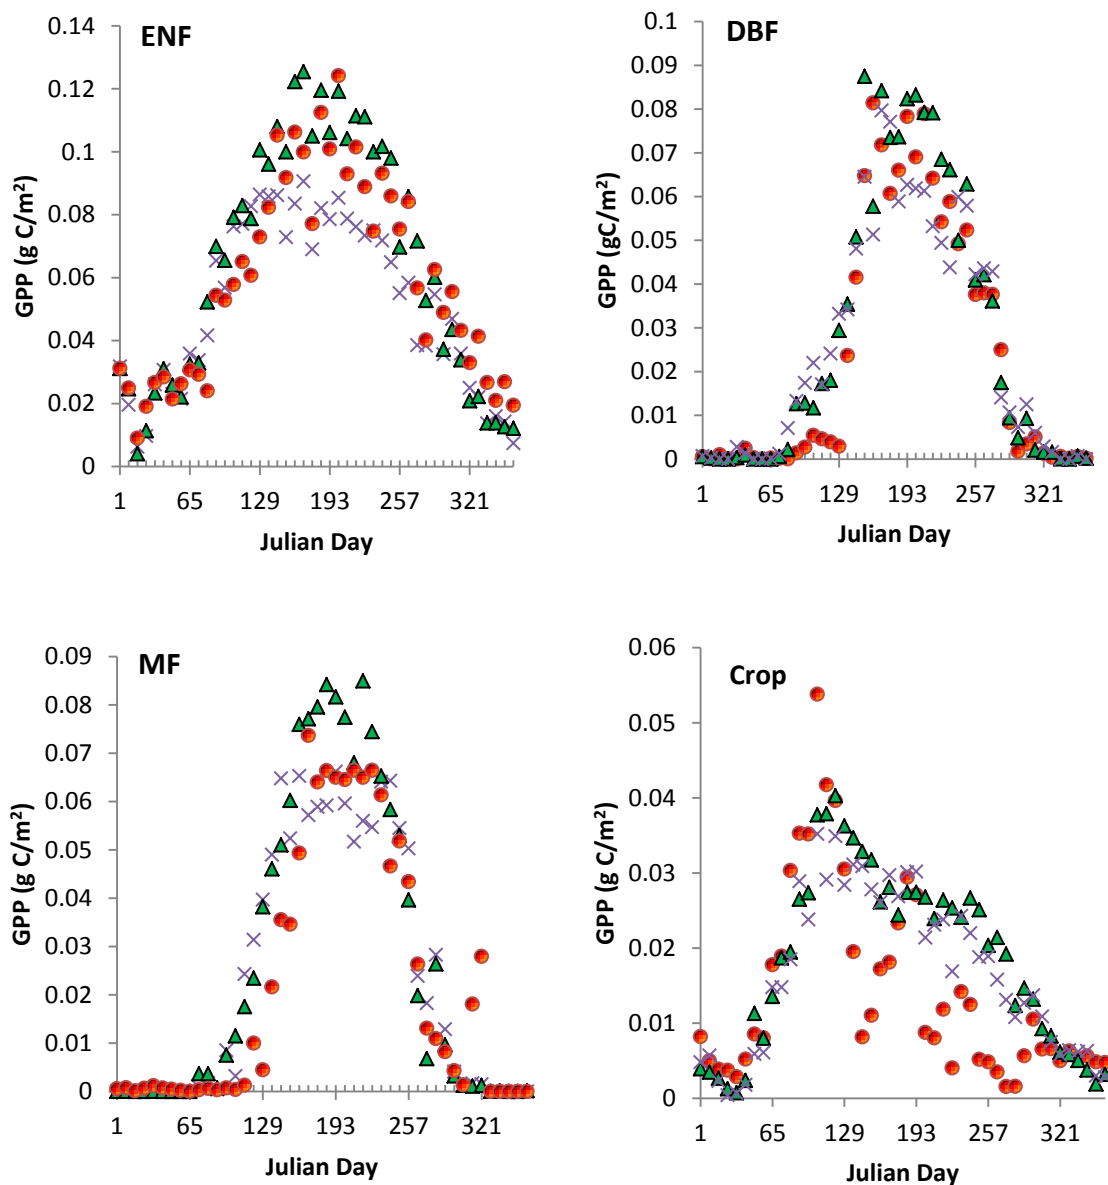 ENF
GPP (g C/m²)
0.14
0.12
0.1
0.08
0.06
0.04
0.02
0
1 65 129 193 257 321
Julian Day
DBF
GPP (gC/m²)
0.1
0.09
0.08
0.07
0.06
0.05
0.04
0.03
0.02
0.01
0
1 65 129 193 257 321
Julian Day
MF
GPP (g C/m²)
0.09
0.08
0.07
0.06
0.05
0.04
0.03
0.02
0.01
0
1 65 129 193 257 321
Julian Day
Crop
GPP (g C/m²)
0.06
0.05
0.04
0.03
0.02
0.01
0
1 65 129 193 257 321
Julian Day